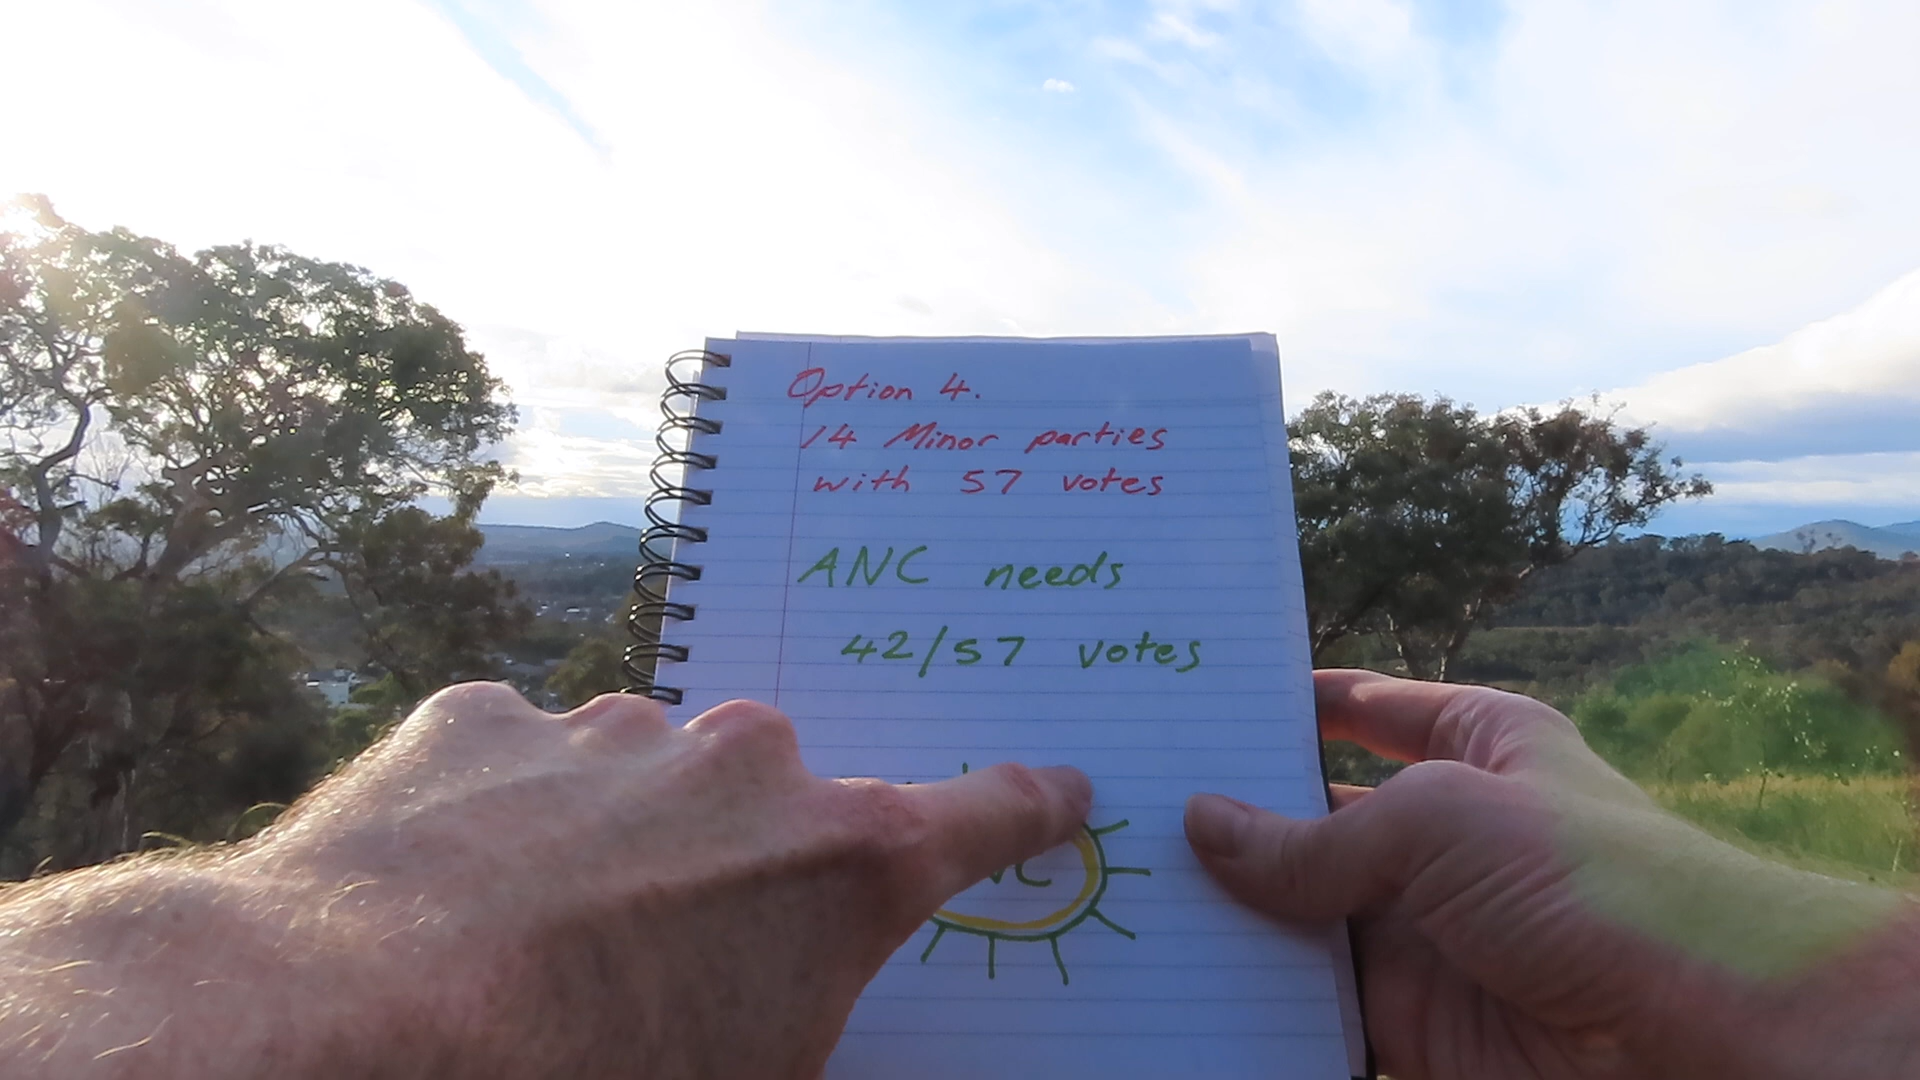 Option 4.
14 Minor parties
with 57 votes
ANC needs
42/57 votes